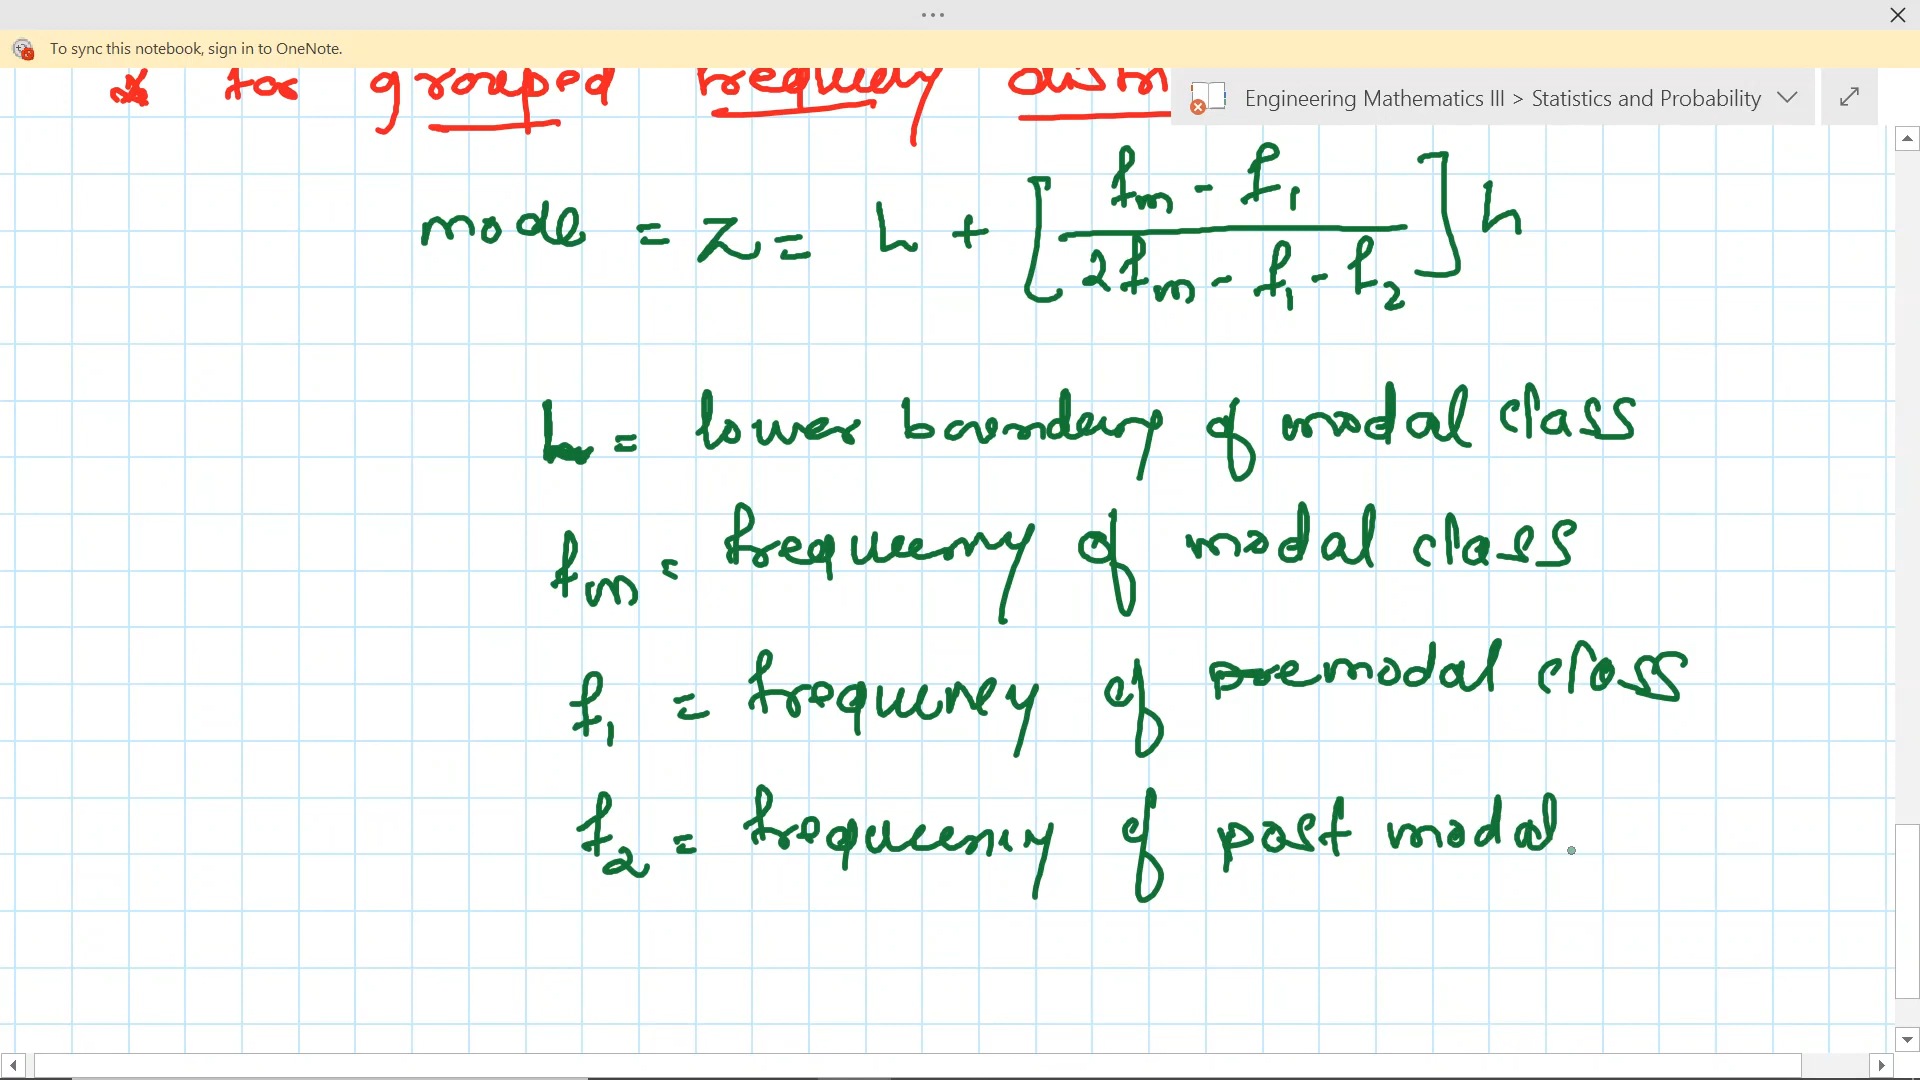 To sync this notebook, sign in to OneNote.
* for grouped frequency distri
Engineering Mathematics III > Statistics and Probability
mode = Z = L + [ (fm - f1) / (2fm - f1 - f2) ] h
L = lower boundary of modal class
fm = frequency of modal class
f1 = frequency of premodal class
f2 = frequency of post modal